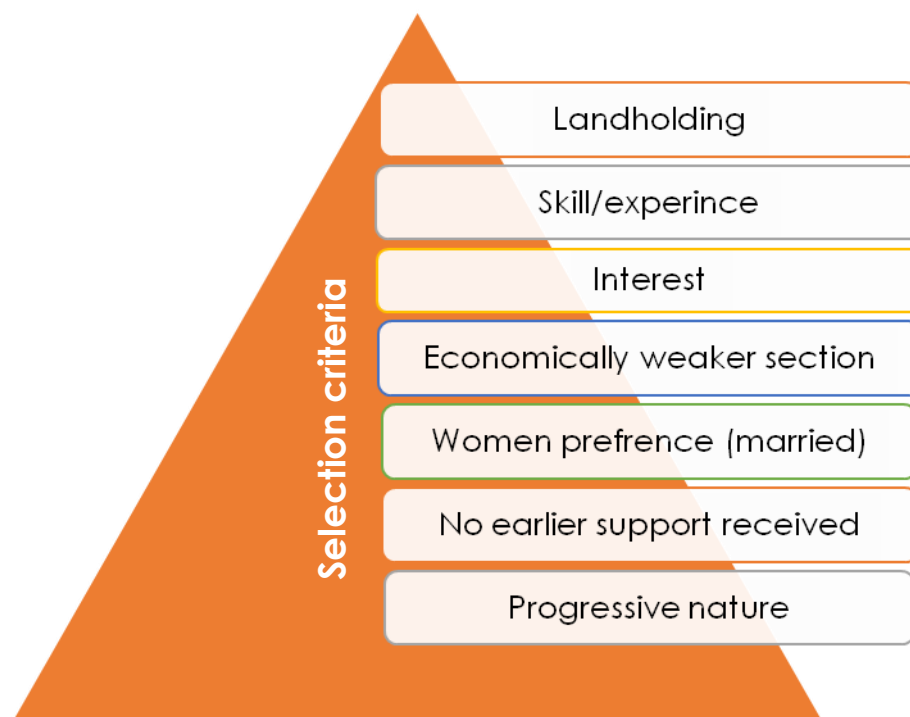 Selection criteria
Landholding
Skill/experince
Interest
Economically weaker section
Women prefrence (married)
No earlier support received
Progressive nature